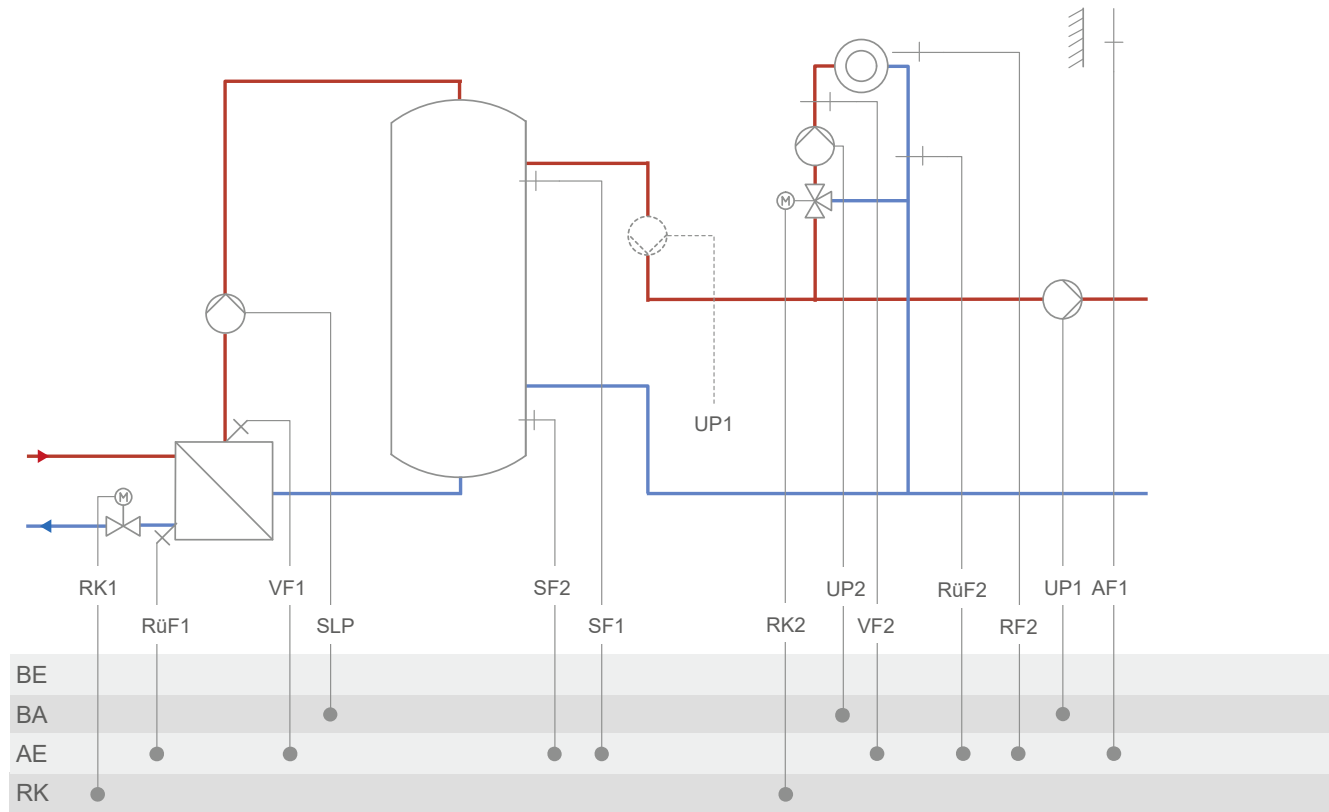 M
UP1
M
RK1
VF1
SF2
UP2
RüF2
UP1
AF1
RüF1
SLP
SF1
RK2
VF2
RF2
BE
BA
AE
RK